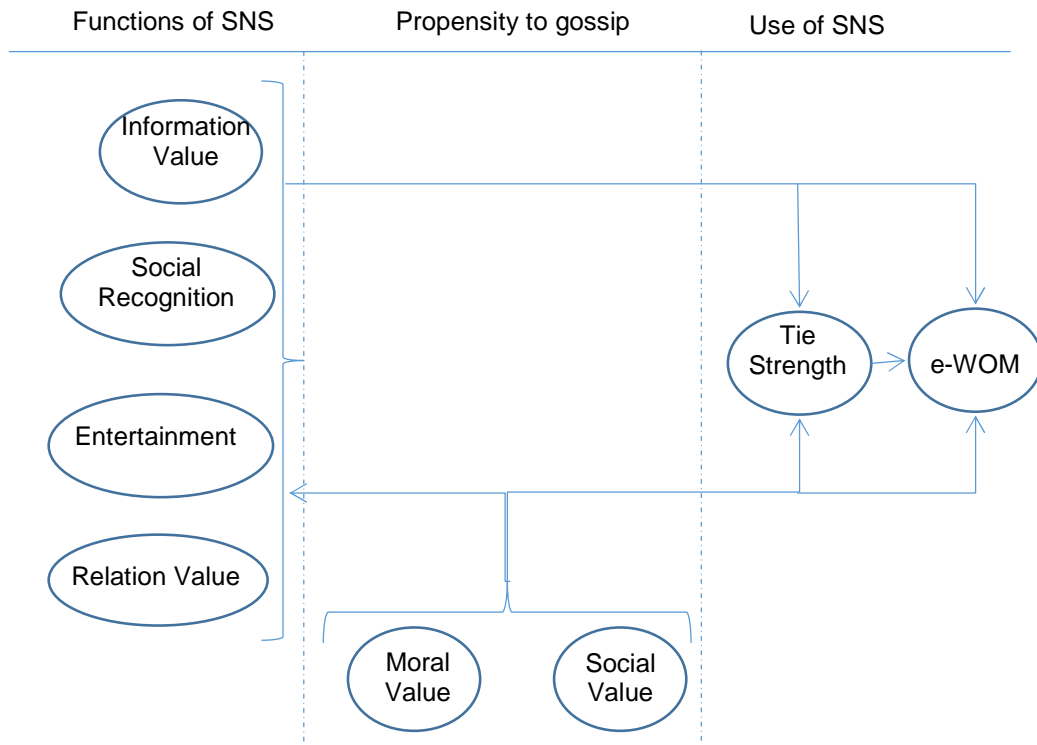 Functions of SNS
Propensity to gossip
Use of SNS
Information
Value
Social
Recognition
Entertainment
Relation Value
Tie
Strength
e-WOM
Moral
Value
Social
Value